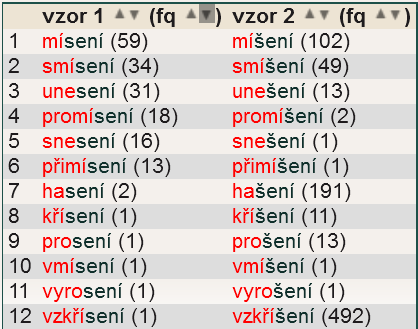 vzor 1 ▲▼ (fq ▲▼) vzor 2 ▲▼ (fq ▲▼)
1 mísení (59) míšení (102)
2 smísení (34) smíšení (49)
3 unesení (31) unešení (13)
4 promísení (18) promíšení (2)
5 snesení (16) snešení (1)
6 přimísení (13) přimíšení (1)
7 hasení (2) hašení (191)
8 křísení (1) kříšení (11)
9 prosení (1) prošení (13)
10 vmísení (1) vmíšení (1)
11 vyrosení (1) vyrošení (1)
12 vzkřísení (1) vzkříšení (492)